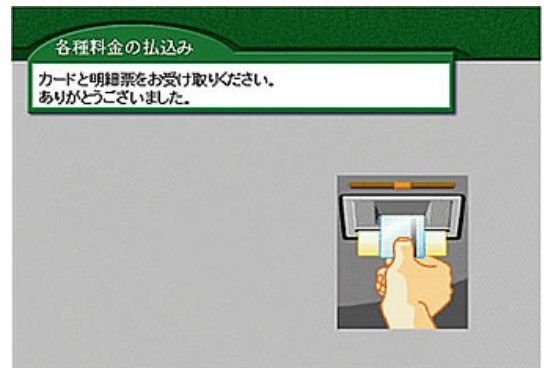 各種料金の払込み
カードと明細票をお受け取りください。
ありがとうございました。